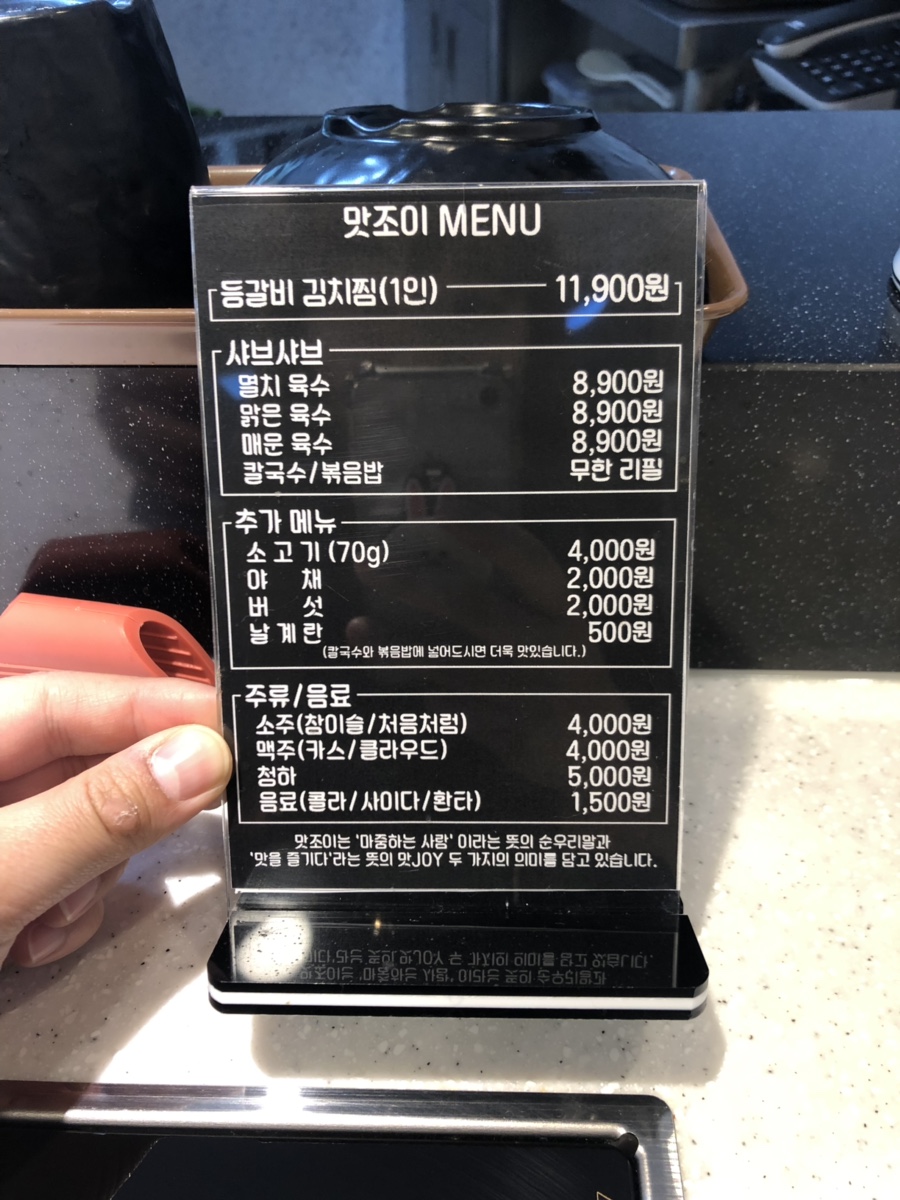 맛조이 MENU
등갈비 김치찜(1인) 11,900원
샤브샤브
멸치 육수 8,900원
맑은 육수 8,900원
매운 육수 8,900원
칼국수/볶음밥 무한 리필
추가 메뉴
소고기 (70g) 4,000원
야 채 2,000원
버 섯 2,000원
날계란 500원
(칼국수와 볶음밥에 넣어드시면 더욱 맛있습니다.)
주류/음료
소주(참이슬/처음처럼) 4,000원
맥주(카스/클라우드) 4,000원
청하 5,000원
음료(콜라/사이다/환타) 1,500원
맛조이는 '마중하는 사람' 이라는 뜻의 순우리말과
'맛을 즐기다'라는 뜻의 맛JOY 두 가지의 의미를 담고 있습니다.